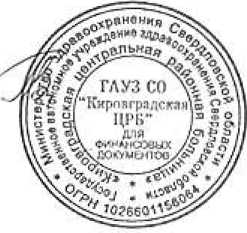 Министерство здравоохранения Свердловской области
* ОГРН 1026601156064 *
Государственное автономное учреждение здравоохранения Свердловской области
«Кировградская центральная районная больница»
ГАУЗ СО
"Кировградская
ЦРБ"
ДЛЯ
ФИНАНСОВЫХ
ДОКУМЕНТОВ